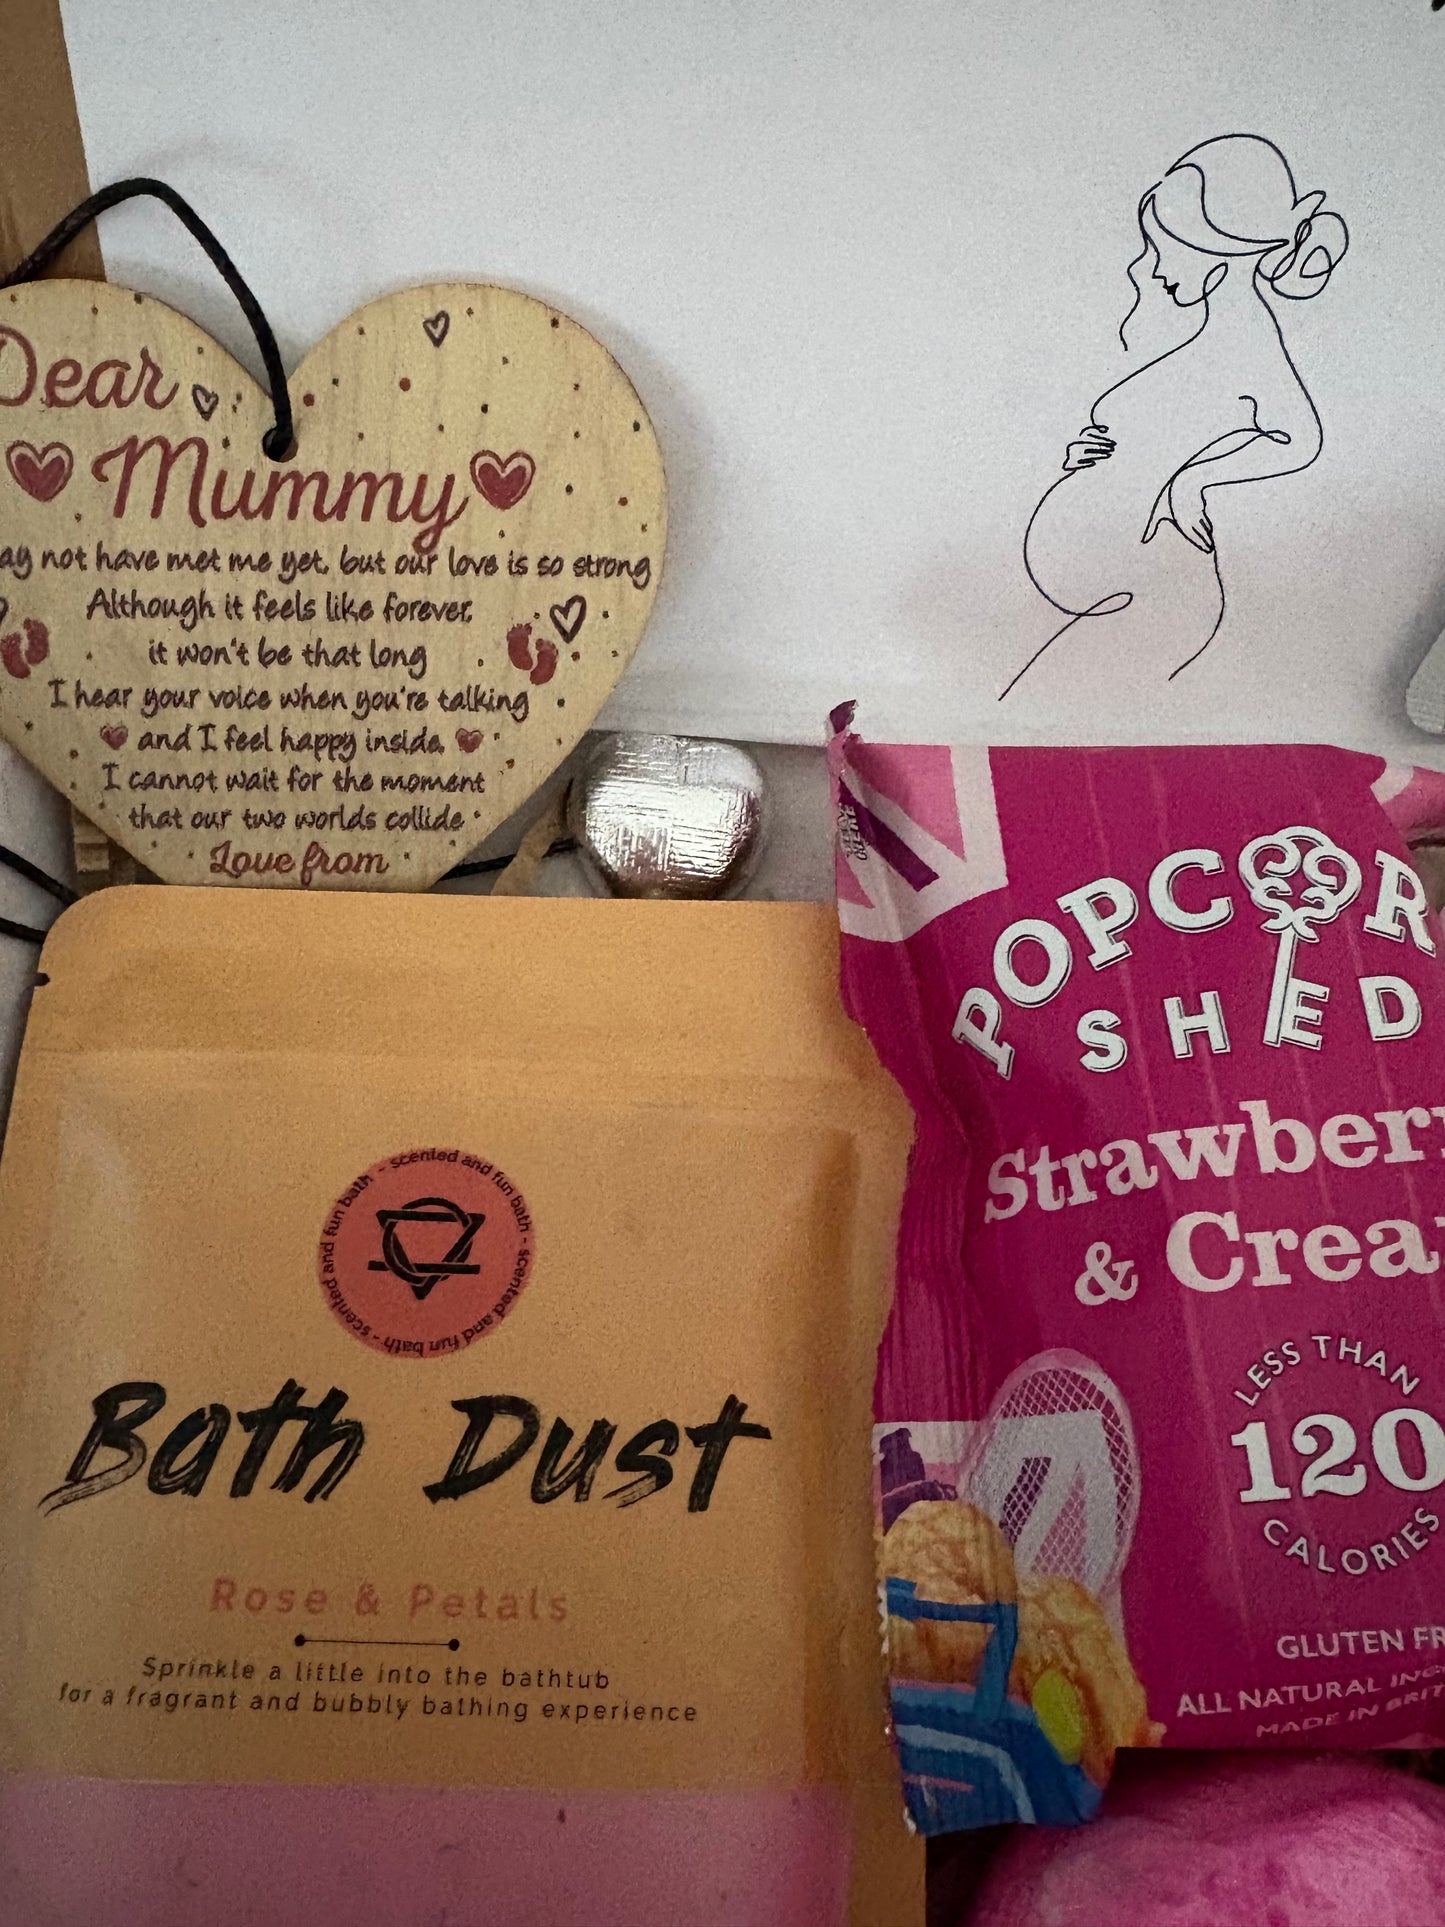 Dear
Mummy
not have met me yet, but our love is so strong
Although it feels like forever,
it won't be that long
I hear your voice when you're talking
and I feel happy inside,
I cannot wait for the moment
that our two worlds collide
Love from
scented and fun bath - scented and fun bath - scented and fun bath -
Bath Dust
Rose & Petals
Sprinkle a little into the bathtub
for a fragrant and bubbly bathing experience
POPCOR
SHED
Strawber
& Crea
LESS THAN
120
CALORIES
GLUTEN FR
ALL NATURAL ING
MADE IN BRIT